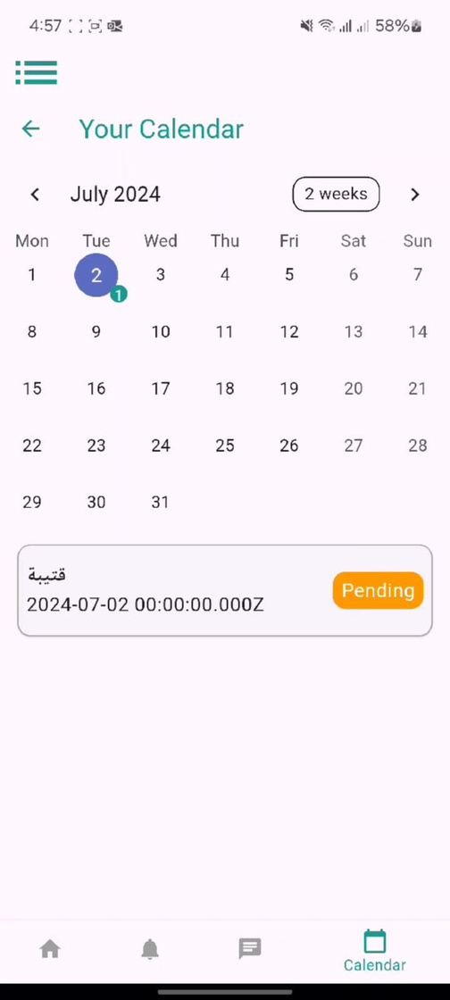 4:57 58%
Your Calendar
July 2024 2 weeks
Mon Tue Wed Thu Fri Sat Sun
1 2 3 4 5 6 7
1
8 9 10 11 12 13 14
15 16 17 18 19 20 21
22 23 24 25 26 27 28
29 30 31
قتيبة
2024-07-02 00:00:00.000Z
Pending
Calendar